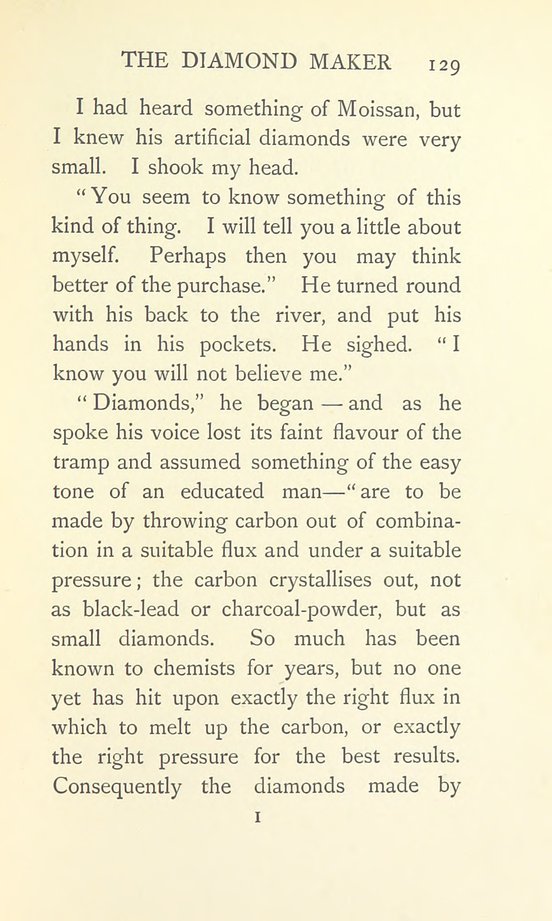 THE DIAMOND MAKER 129
I had heard something of Moissan, but
I knew his artificial diamonds were very
small. I shook my head.
“ You seem to know something of this
kind of thing. I will tell you a little about
myself. Perhaps then you may think
better of the purchase.” He turned round
with his back to the river, and put his
hands in his pockets. He sighed. “ I
know you will not believe me.”
“ Diamonds,” he began — and as he
spoke his voice lost its faint flavour of the
tramp and assumed something of the easy
tone of an educated man—“ are to be
made by throwing carbon out of combina-
tion in a suitable flux and under a suitable
pressure ; the carbon crystallises out, not
as black-lead or charcoal-powder, but as
small diamonds. So much has been
known to chemists for years, but no one
yet has hit upon exactly the right flux in
which to melt up the carbon, or exactly
the right pressure for the best results.
Consequently the diamonds made by
I